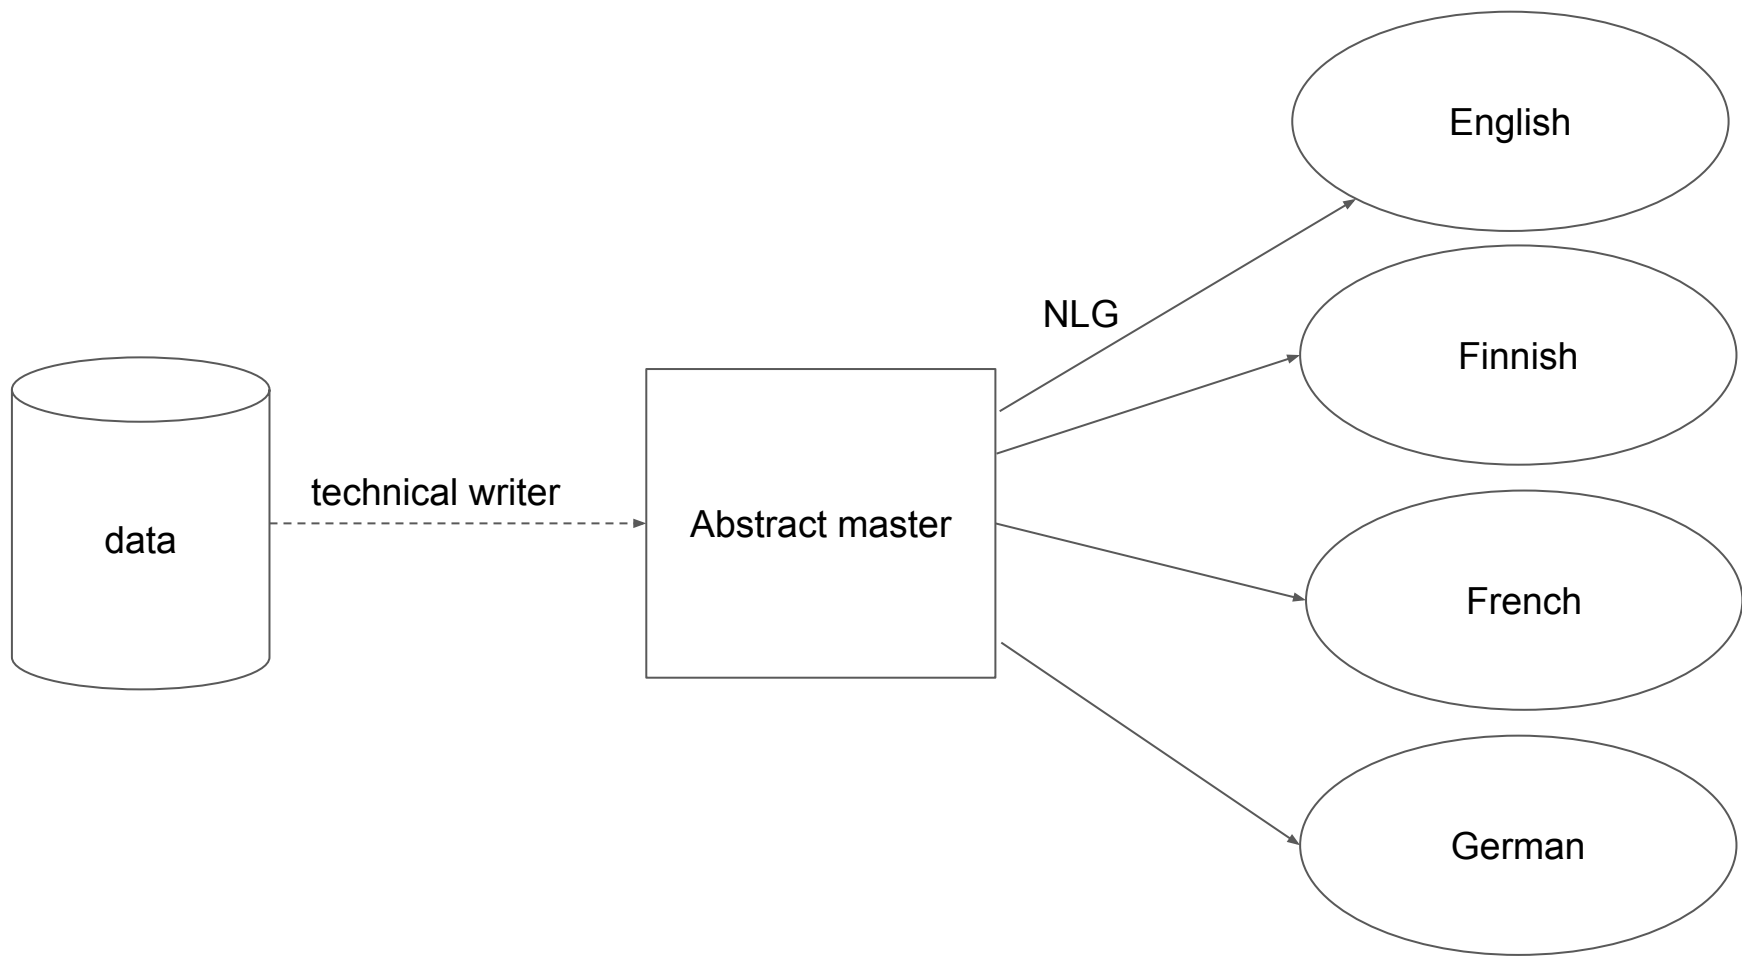 data
technical writer
Abstract master
NLG
English
Finnish
French
German